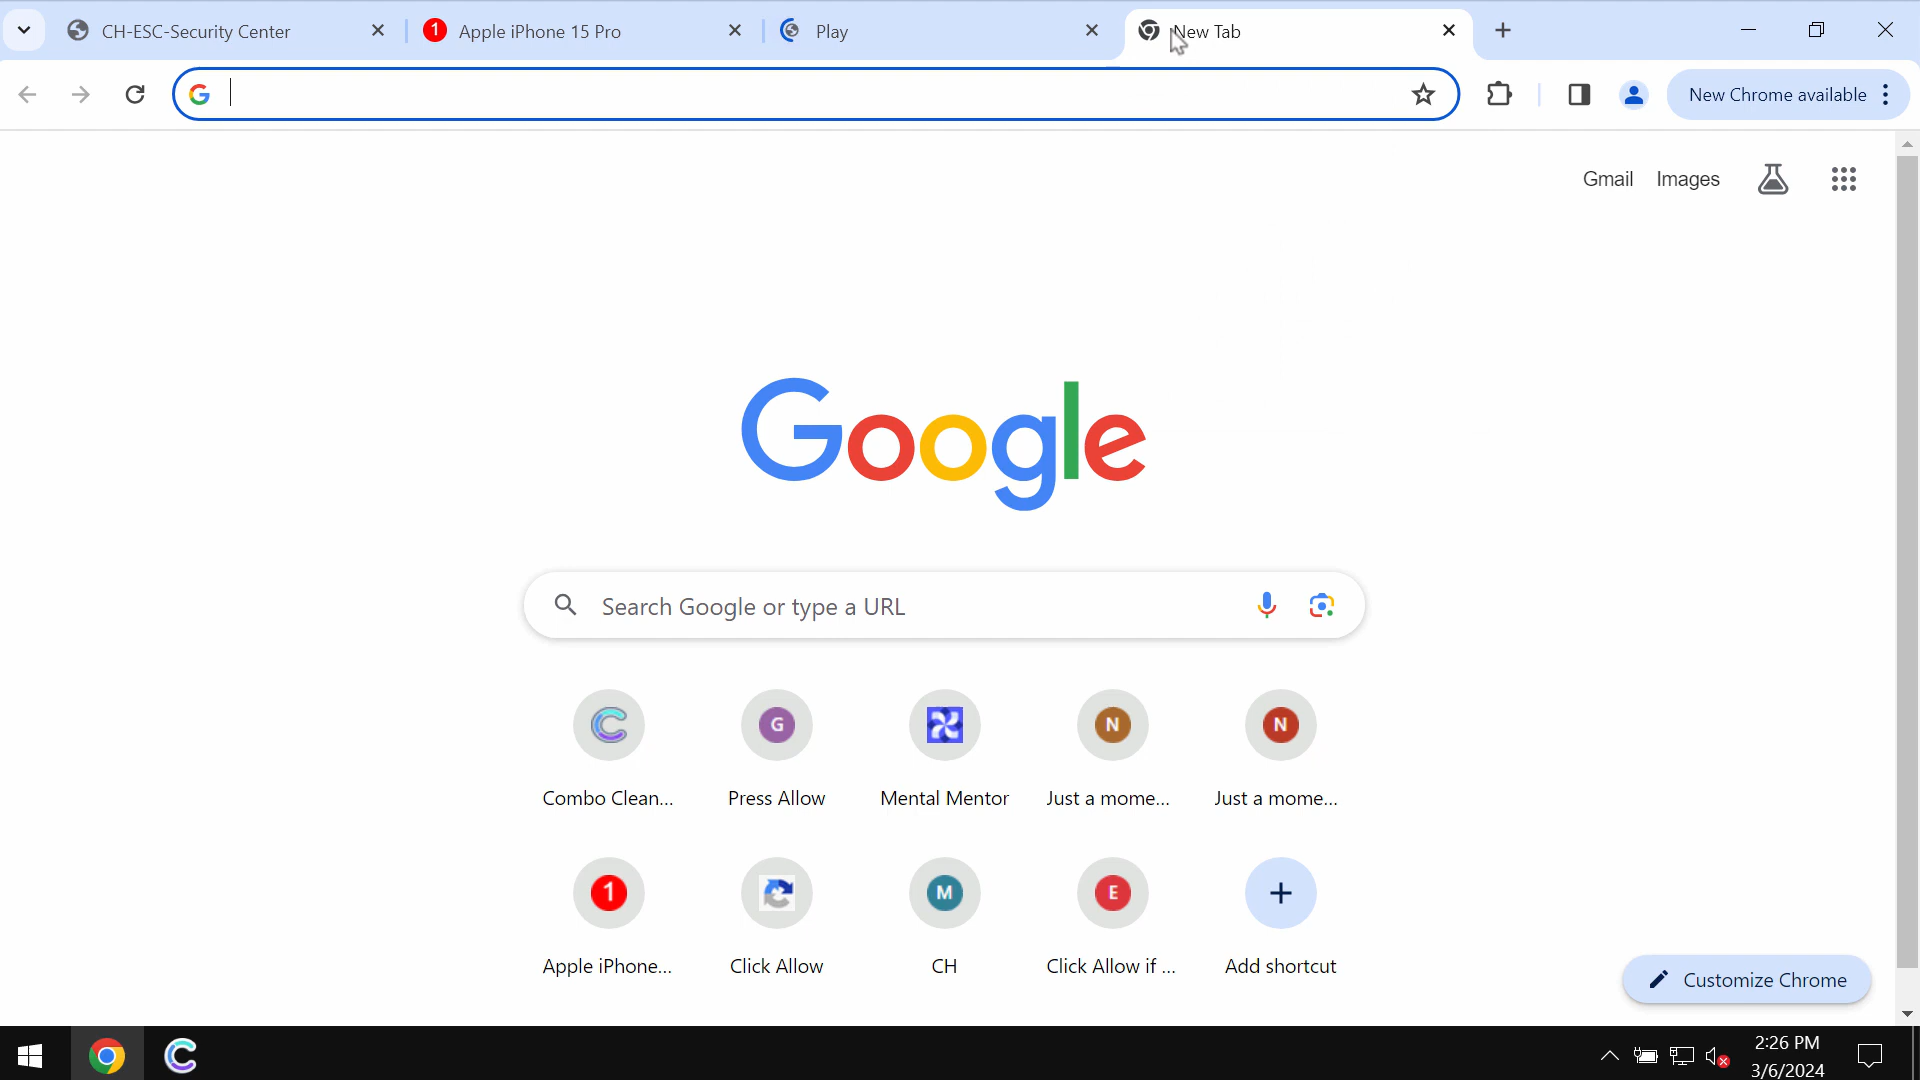 CH-ESC-Security Center
Apple iPhone 15 Pro
Play
New Tab
New Chrome available
Gmail
Images
Google
Search Google or type a URL
Combo Clean...
Press Allow
Mental Mentor
Just a mome...
Just a mome...
Apple iPhone...
Click Allow
CH
Click Allow if ...
Add shortcut
Customize Chrome
2:26 PM
3/6/2024